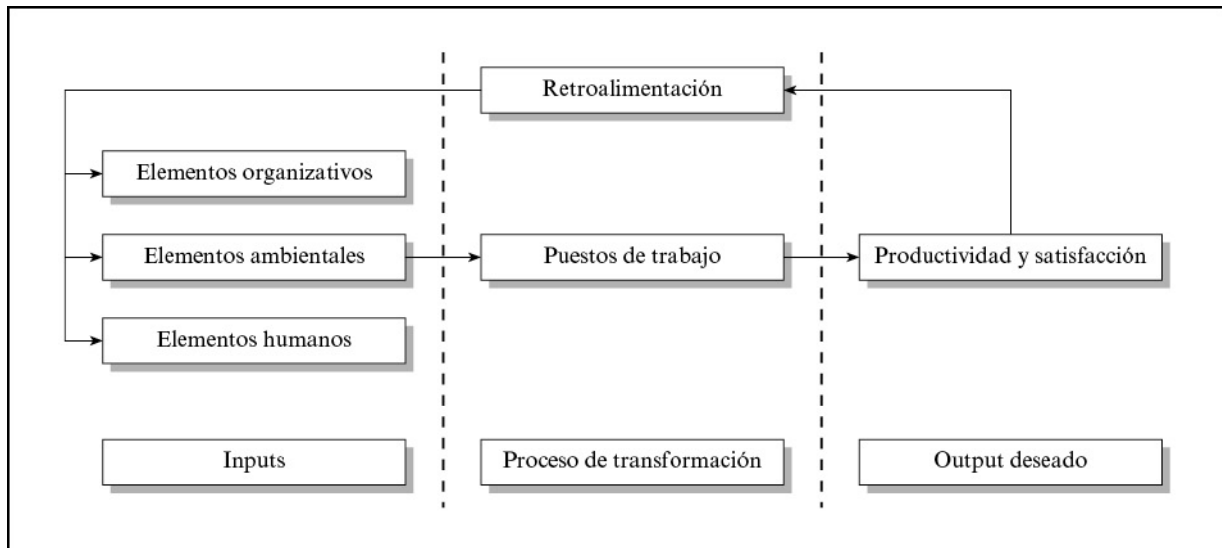 Retroalimentación
Elementos organizativos
Elementos ambientales
Puestos de trabajo
Productividad y satisfacción
Elementos humanos
Inputs
Proceso de transformación
Output deseado